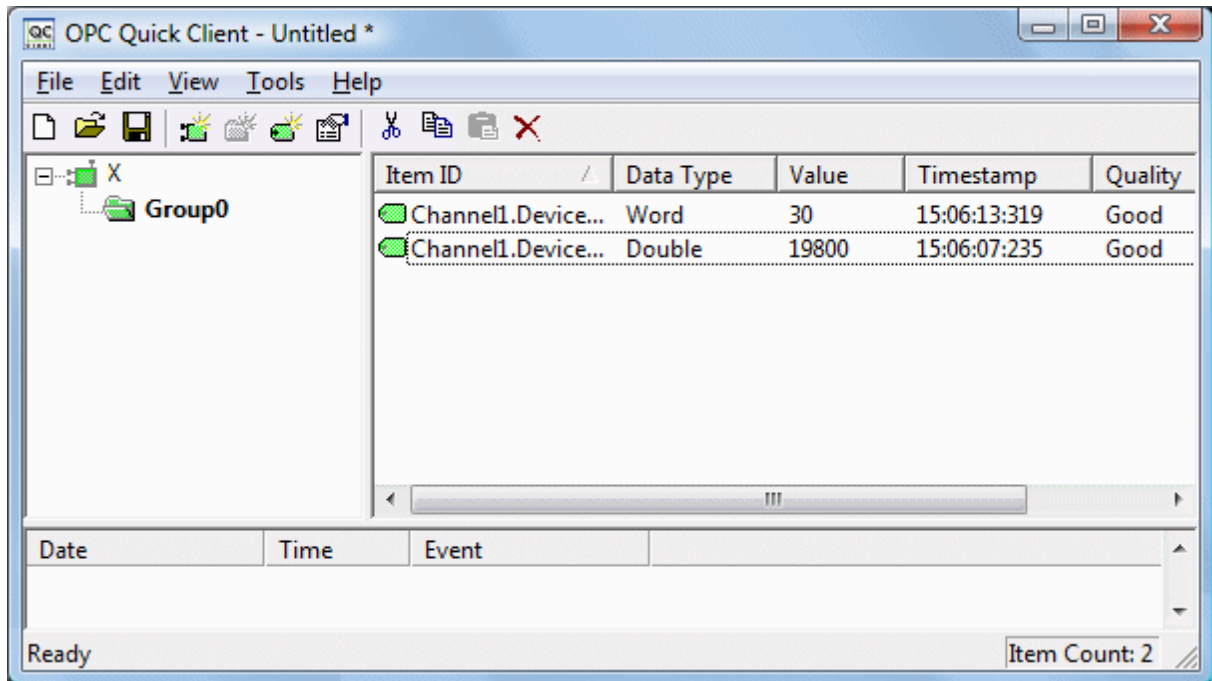 OPC Quick Client - Untitled *
File Edit View Tools Help
X
Group0
Item ID Data Type Value Timestamp Quality
Channel1.Device... Word 30 15:06:13:319 Good
Channel1.Device... Double 19800 15:06:07:235 Good
Date Time Event
Ready Item Count: 2